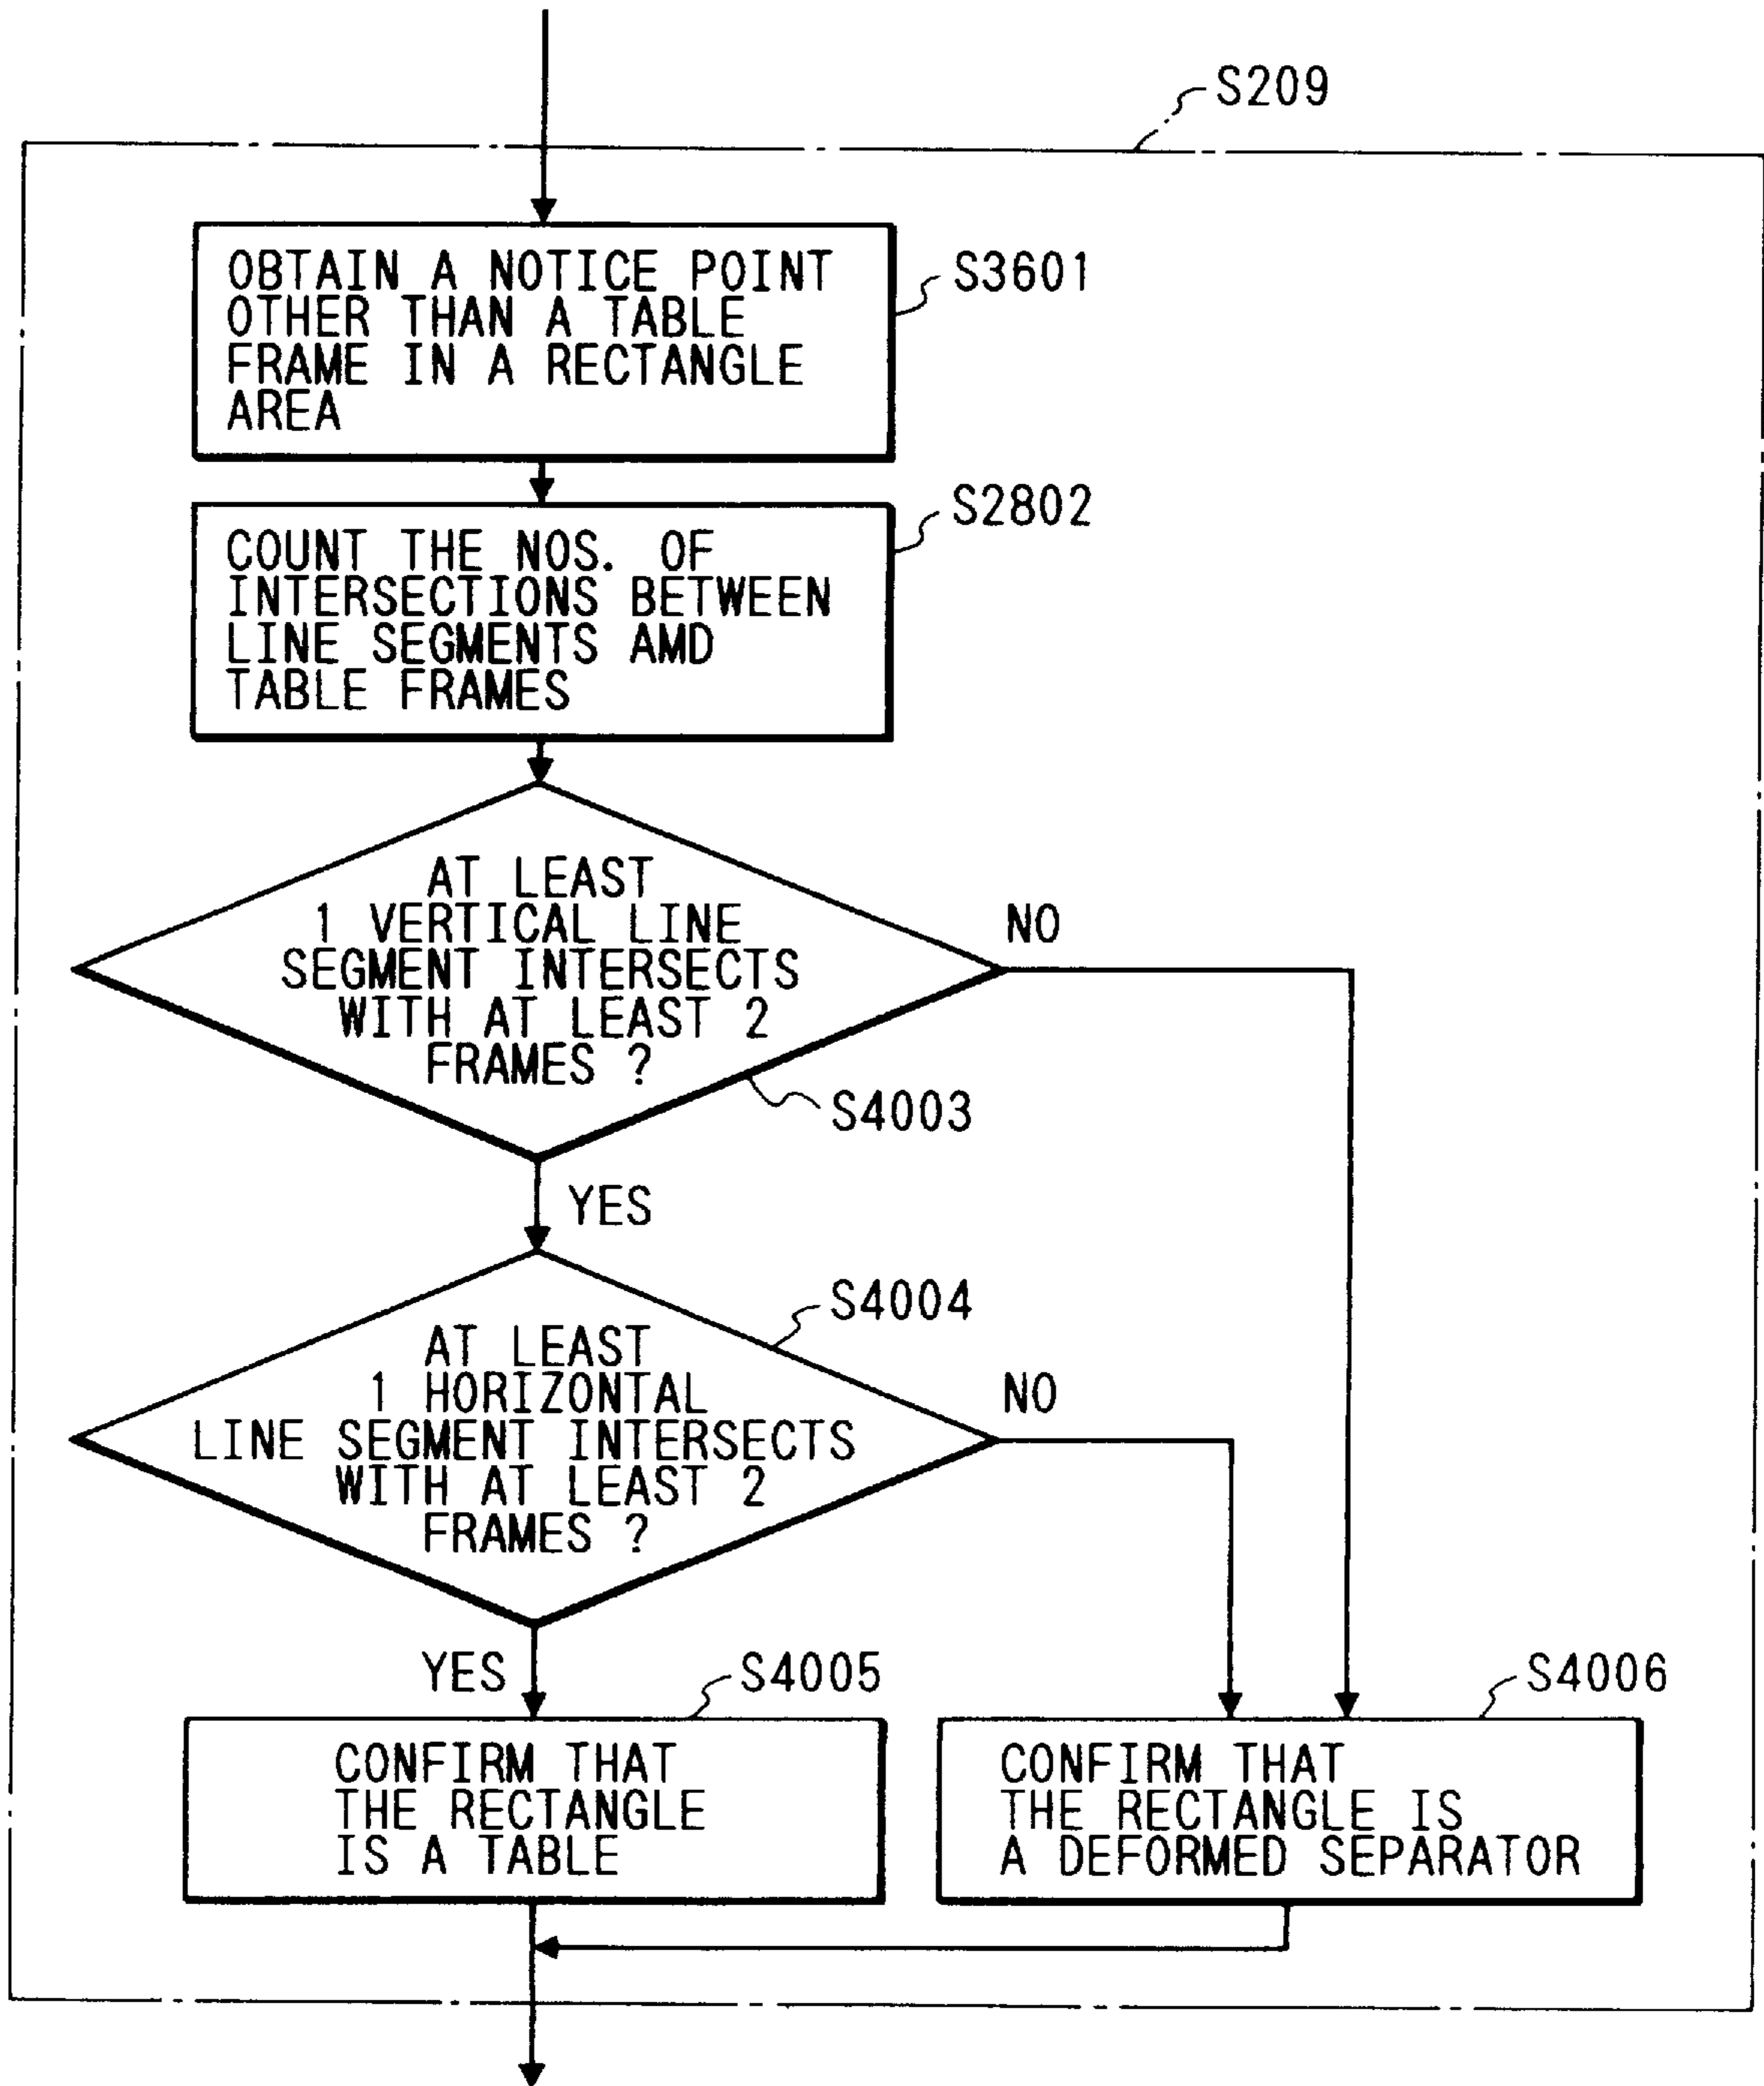 S209
OBTAIN A NOTICE POINT
OTHER THAN A TABLE
FRAME IN A RECTANGLE
AREA
S3601
COUNT THE NOS. OF
INTERSECTIONS BETWEEN
LINE SEGMENTS AMD
TABLE FRAMES
S2802
AT LEAST
1 VERTICAL LINE
SEGMENT INTERSECTS
WITH AT LEAST 2
FRAMES ?
NO
S4003
YES
S4004
AT LEAST
1 HORIZONTAL
LINE SEGMENT INTERSECTS
WITH AT LEAST 2
FRAMES ?
NO
YES
S4005
CONFIRM THAT
THE RECTANGLE
IS A TABLE
S4006
CONFIRM THAT
THE RECTANGLE IS
A DEFORMED SEPARATOR